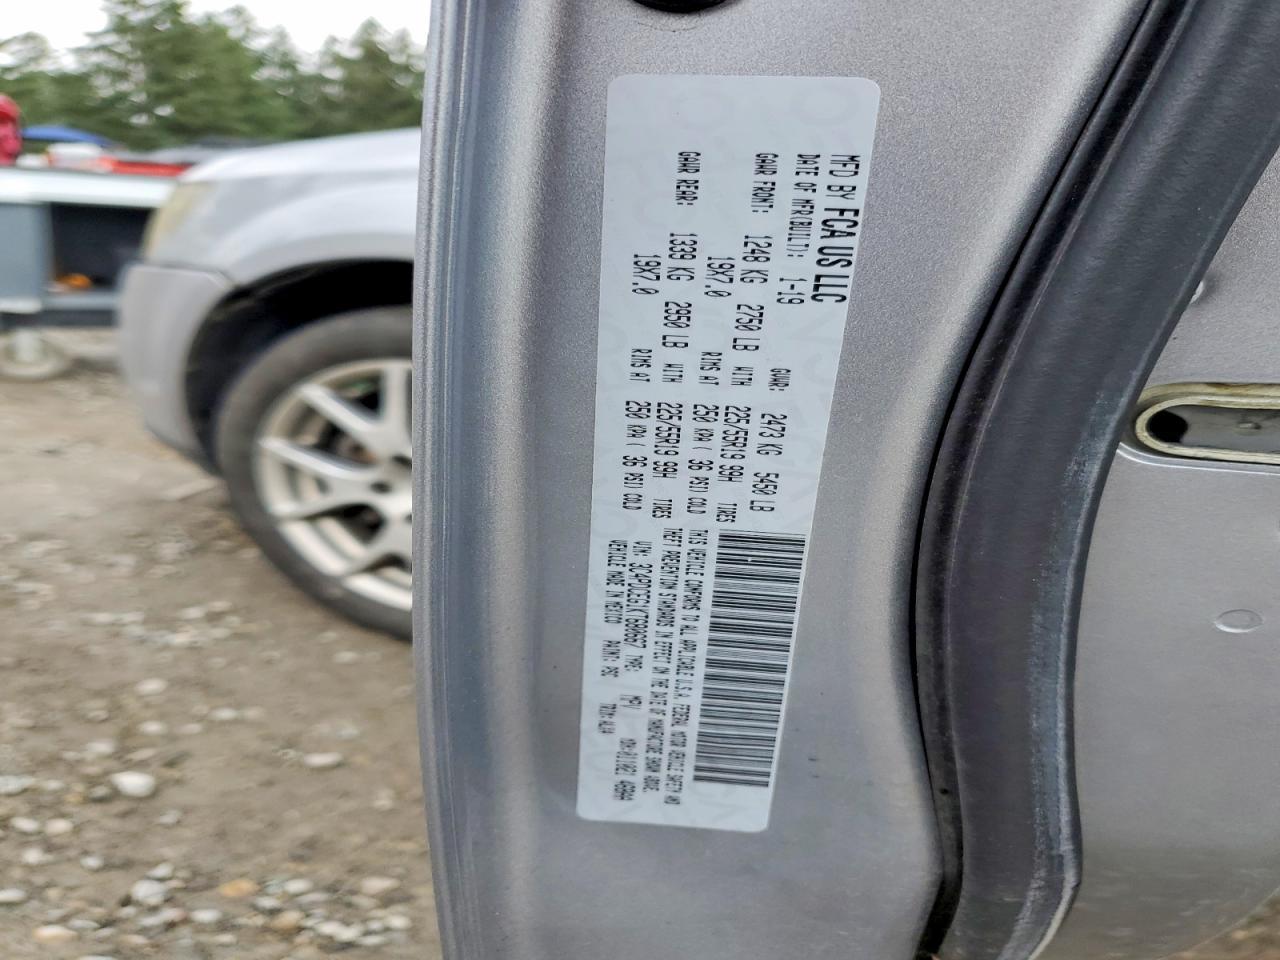 MFD BY FCA US LLC
DATE OF MFR(BUILT): 1-19 GVWR: 2473 KG 5450 LB
GAWR FRONT: 1248 KG 2750 LB WITH 225/55R19 99H TIRES
19X7.0 RIMS AT 250 KPA ( 36 PSI) COLD
GAWR REAR: 1339 KG 2950 LB WITH 225/55R19 99H TIRES
19X7.0 RIMS AT 250 KPA ( 36 PSI) COLD
THIS VEHICLE CONFORMS TO ALL APPLICABLE U.S.A. FEDERAL MOTOR VEHICLE SAFETY AND
THEFT PREVENTION STANDARDS IN EFFECT ON THE DATE OF MANUFACTURE SHOWN ABOVE.
VIN: TYPE: MPV
VEHICLE MADE IN MEXICO PAINT: PSC